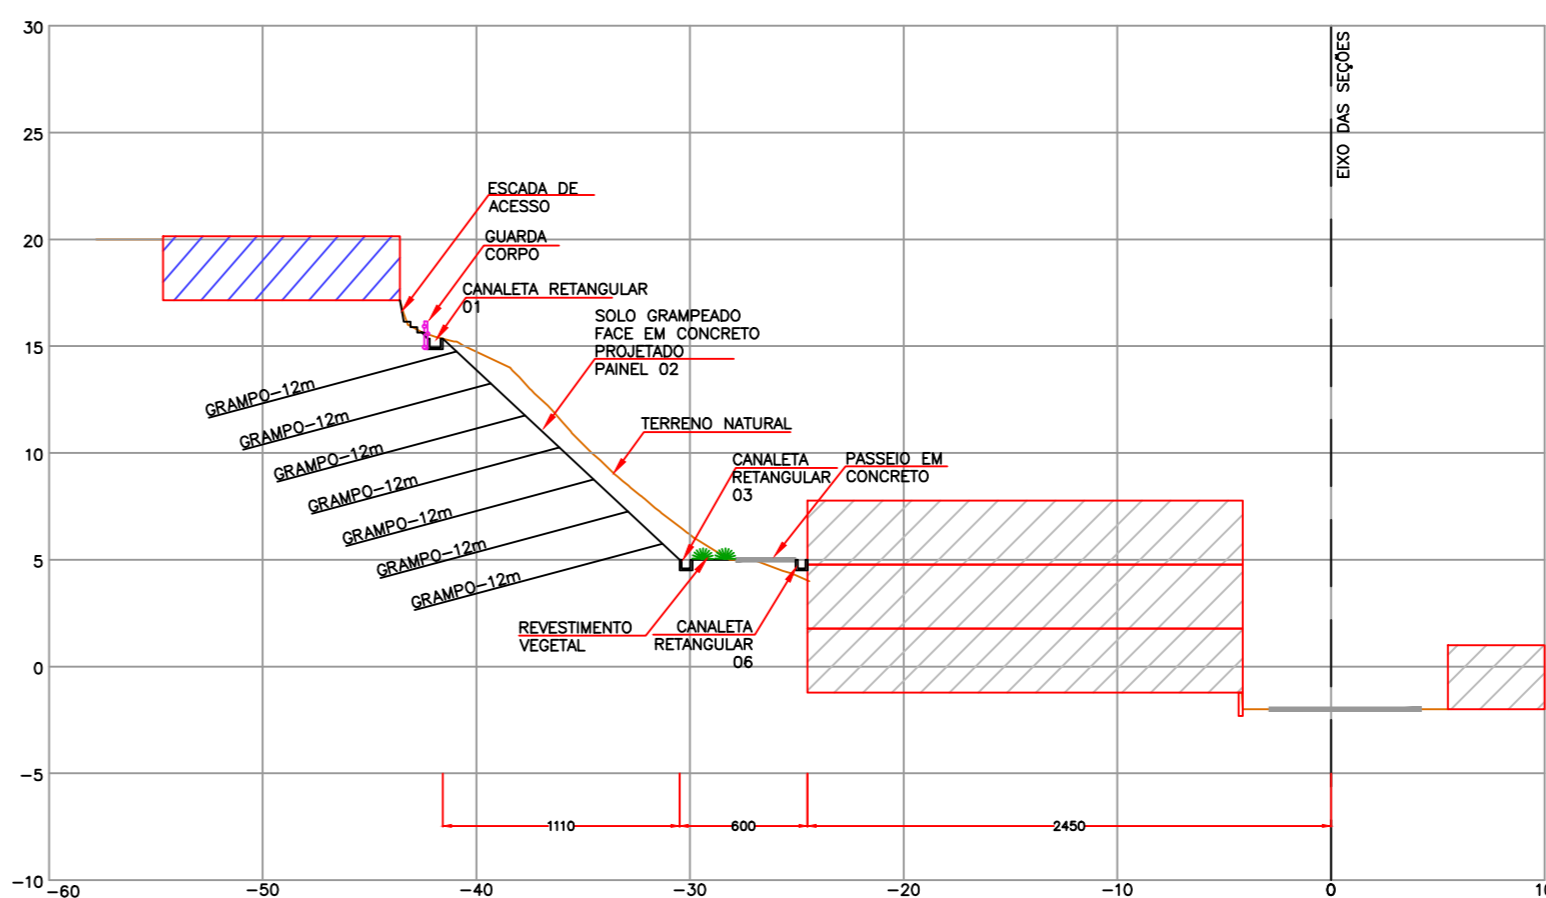 30
25
20
15
10
5
0
−5
−10
EIXO DAS SEÇÕES
ESCADA DE
ACESSO
GUARDA
CORPO
CANALETA RETANGULAR
01
SOLO GRAMPEADO
FACE EM CONCRETO
PROJETADO
PAINEL 02
GRAMPO−12m
GRAMPO−12m
GRAMPO−12m
GRAMPO−12m
GRAMPO−12m
GRAMPO−12m
GRAMPO−12m
TERRENO NATURAL
CANALETA
RETANGULAR
03
PASSEIO EM
CONCRETO
REVESTIMENTO
VEGETAL
CANALETA
RETANGULAR
06
1110
600
2450
−60
−50
−40
−30
−20
−10
0